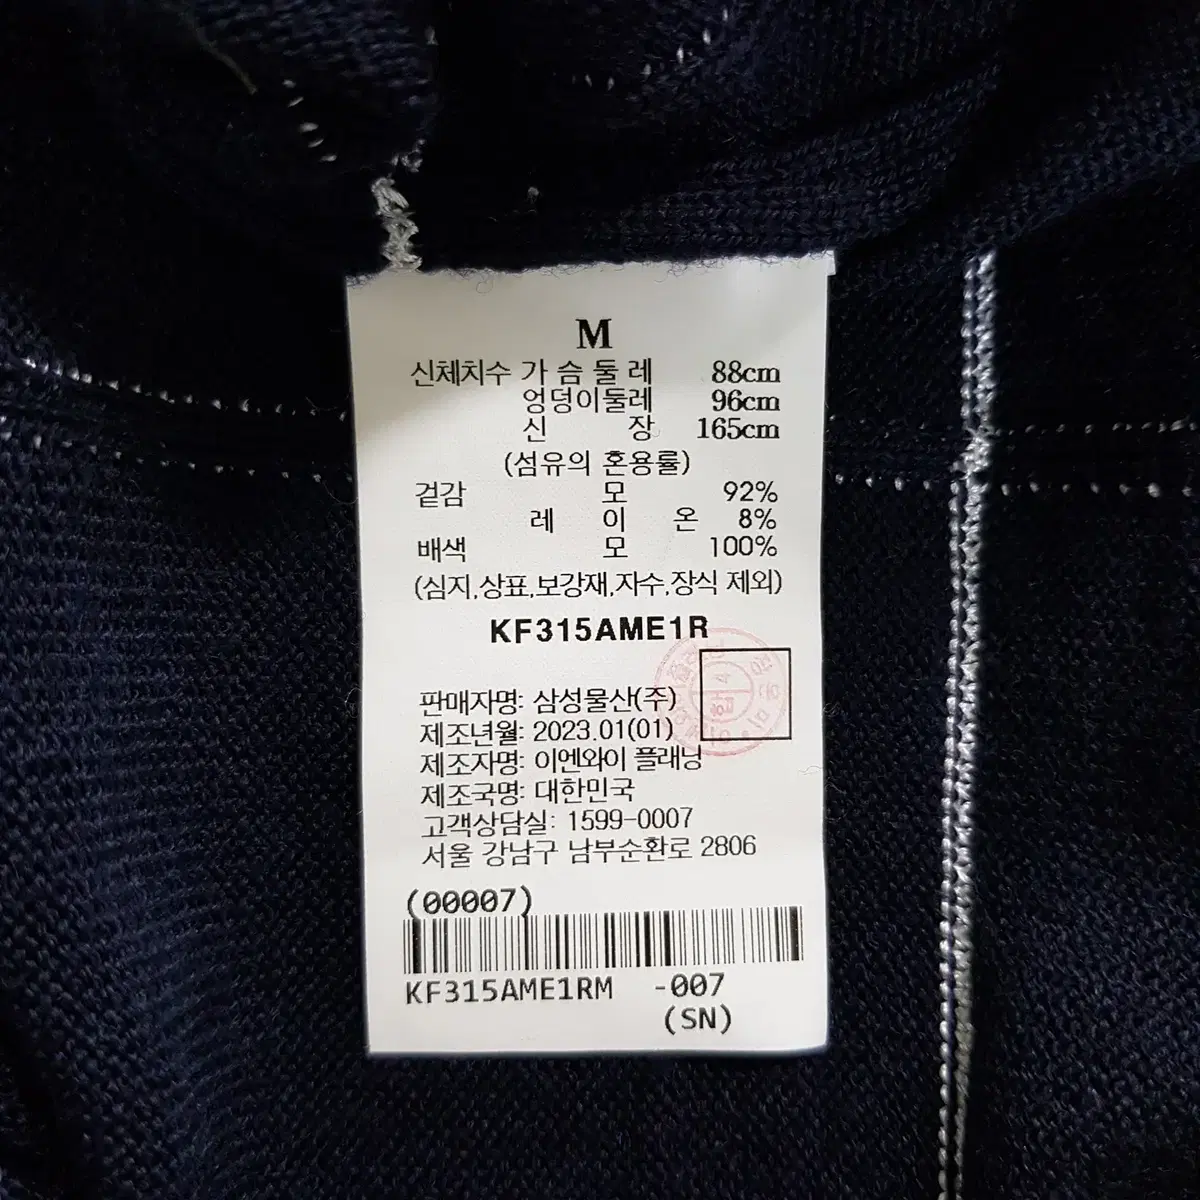 M
신체치수 가 슴 둘 레 88cm
엉덩이둘레 96cm
신 장 165cm
(섬유의 혼용률)
겉감 모 92%
레 이 온 8%
배색 모 100%
(심지,상표,보강재,자수,장식 제외)
KF315AME1R
판매자명: 삼성물산(주)
제조년월: 2023.01(01)
제조자명: 이엔와이 플래닝
제조국명: 대한민국
고객상담실: 1599-0007
서울 강남구 남부순환로 2806
(00007)
KF315AME1RM -007
(SN)